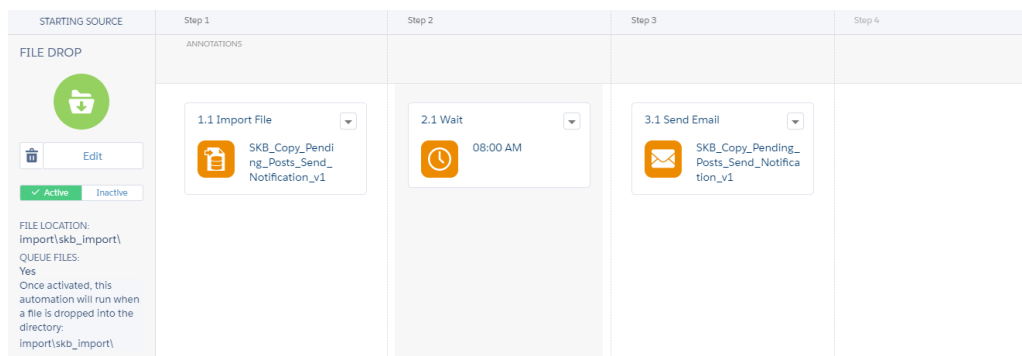 STARTING SOURCE
Step 1
Step 2
Step 3
Step 4
FILE DROP
ANNOTATIONS
1.1 Import File
SKB_Copy_Pendi
ng_Posts_Send_
Notification_v1
2.1 Wait
08:00 AM
3.1 Send Email
SKB_Copy_Pending_
Posts_Send_Notifica
tion_v1
Edit
Active
Inactive
FILE LOCATION:
import\skb_import\
QUEUE FILES:
Yes
Once activated, this
automation will run when
a file is dropped into the
directory:
import\skb_import\